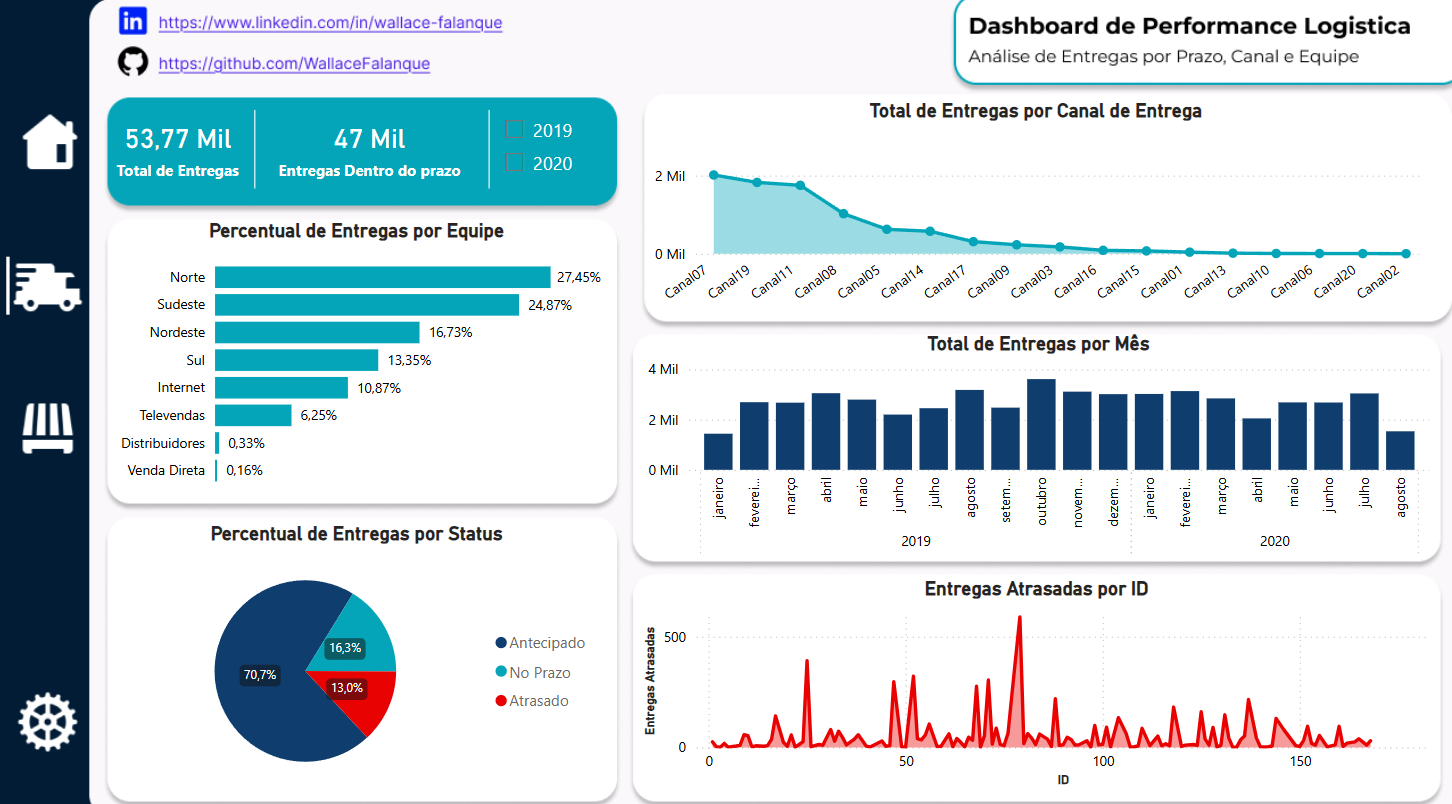 in https://www.linkedin.com/in/wallace-falanque
https://github.com/WallaceFalanque
Dashboard de Performance Logistica
Análise de Entregas por Prazo, Canal e Equipe
53,77 Mil
Total de Entregas
47 Mil
Entregas Dentro do prazo
2019
2020
Percentual de Entregas por Equipe
Norte 27,45%
Sudeste 24,87%
Nordeste 16,73%
Sul 13,35%
Internet 10,87%
Televendas 6,25%
Distribuidores 0,33%
Venda Direta 0,16%
Percentual de Entregas por Status
70,7%
16,3%
13,0%
Antecipado
No Prazo
Atrasado
Total de Entregas por Canal de Entrega
2 Mil
0 Mil
Canal07 Canal19 Canal11 Canal08 Canal05 Canal14 Canal17 Canal09 Canal03 Canal16 Canal15 Canal01 Canal13 Canal10 Canal06 Canal20 Canal02
Total de Entregas por Mês
4 Mil
2 Mil
0 Mil
janeiro feverei... março abril maio junho julho agosto setem... outubro novem... dezem... janeiro feverei... março abril maio junho julho agosto
2019 2020
Entregas Atrasadas por ID
Entregas Atrasadas
500
0
0 50 100 150
ID